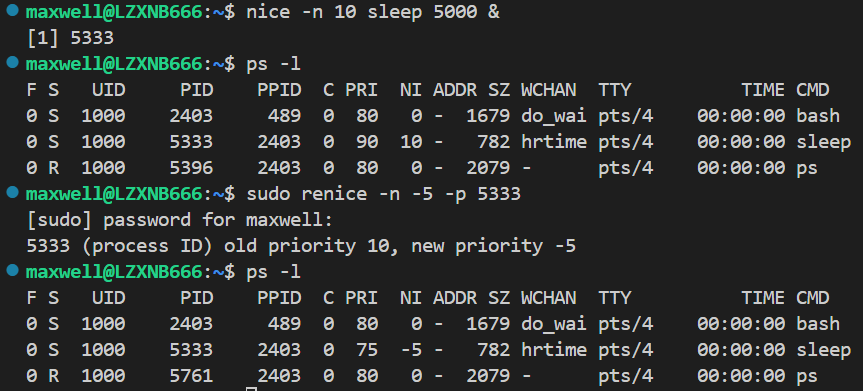 maxwell@LZXNB666:~$ nice -n 10 sleep 5000 &
[1] 5333
maxwell@LZXNB666:~$ ps -l
F S   UID     PID    PPID  C PRI  NI ADDR SZ WCHAN  TTY          TIME CMD
0 S  1000    2403     489  0  80   0 -  1679 do_wai pts/4    00:00:00 bash
0 S  1000    5333    2403  0  90  10 -   782 hrtime pts/4    00:00:00 sleep
0 R  1000    5396    2403  0  80   0 -  2079 -      pts/4    00:00:00 ps
maxwell@LZXNB666:~$ sudo renice -n -5 -p 5333
[sudo] password for maxwell:
5333 (process ID) old priority 10, new priority -5
maxwell@LZXNB666:~$ ps -l
F S   UID     PID    PPID  C PRI  NI ADDR SZ WCHAN  TTY          TIME CMD
0 S  1000    2403     489  0  80   0 -  1679 do_wai pts/4    00:00:00 bash
0 S  1000    5333    2403  0  75  -5 -   782 hrtime pts/4    00:00:00 sleep
0 R  1000    5761    2403  0  80   0 -  2079 -      pts/4    00:00:00 ps